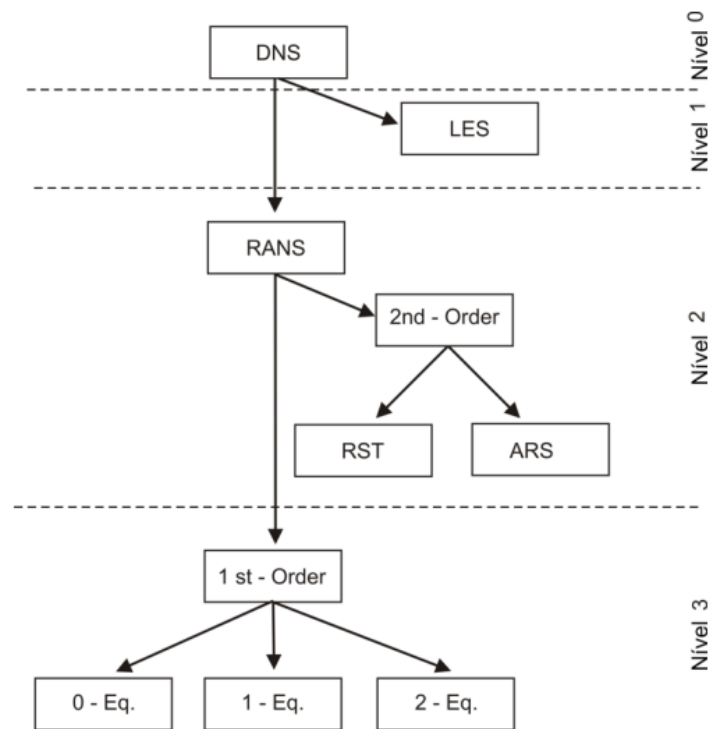 DNS
Nível 0
LES
Nível 1
RANS
2nd - Order
Nível 2
RST
ARS
1 st - Order
Nível 3
0 - Eq.
1 - Eq.
2 - Eq.